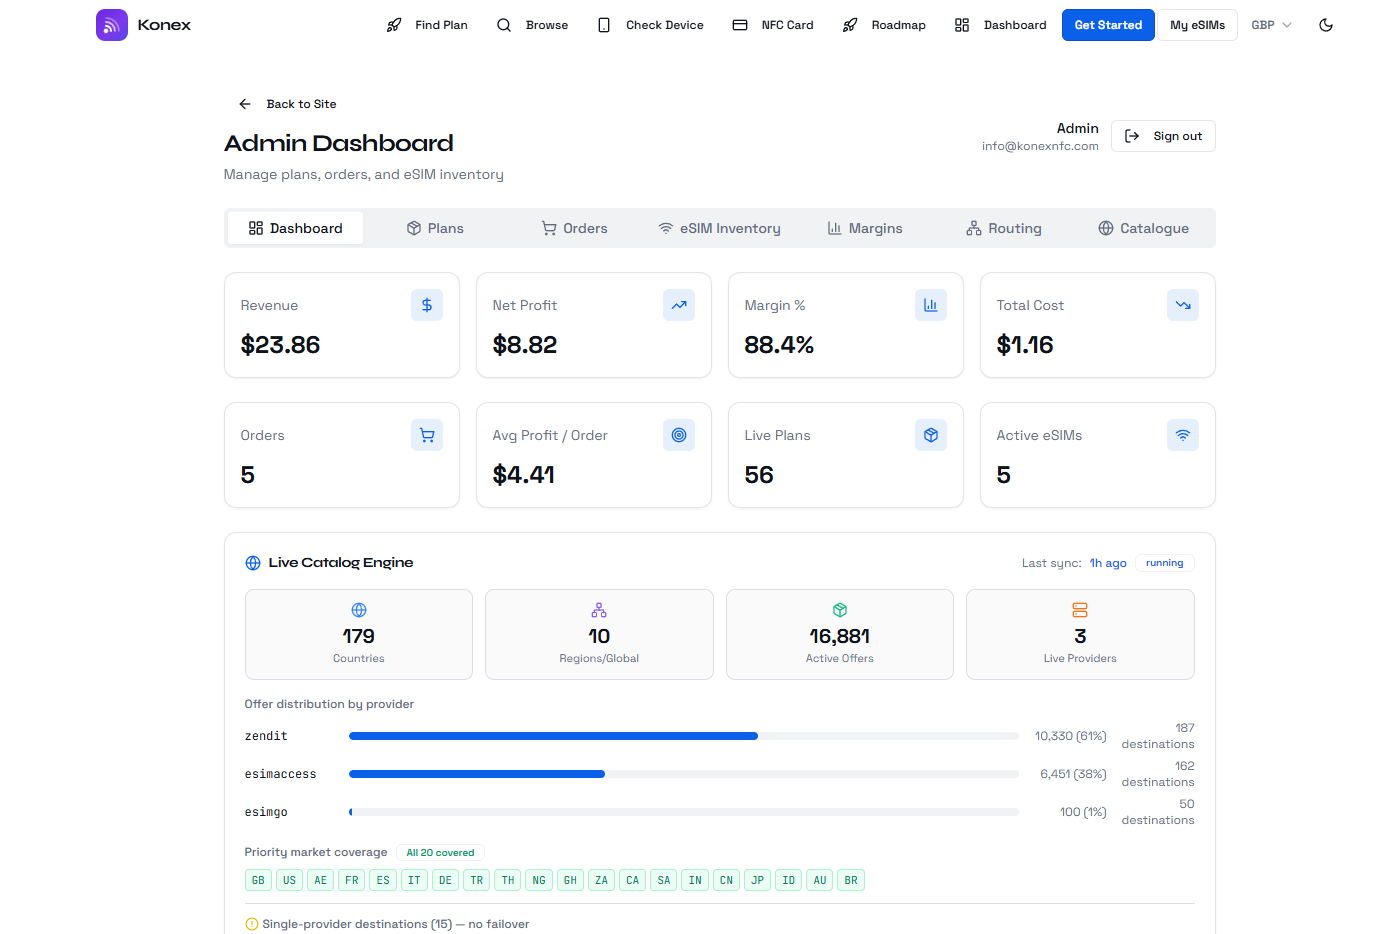 Konex
Find Plan
Browse
Check Device
NFC Card
Roadmap
Dashboard
Get Started
My eSIMs
GBP
Back to Site
Admin Dashboard
Manage plans, orders, and eSIM inventory
Admin
info@konexnfc.com
Sign out
Dashboard
Plans
Orders
eSIM Inventory
Margins
Routing
Catalogue
Revenue
$23.86
Net Profit
$8.82
Margin %
88.4%
Total Cost
$1.16
Orders
5
Avg Profit / Order
$4.41
Live Plans
56
Active eSIMs
5
Live Catalog Engine
Last sync: 1h ago
running
179
Countries
10
Regions/Global
16,881
Active Offers
3
Live Providers
Offer distribution by provider
zendit
10,330 (61%)
187
destinations
esimaccess
6,451 (38%)
162
destinations
esimgo
100 (1%)
50
destinations
Priority market coverage
All 20 covered
GB US AE FR ES IT DE TR TH NG GH ZA CA SA IN CN JP ID AU BR
Single-provider destinations (15) — no failover